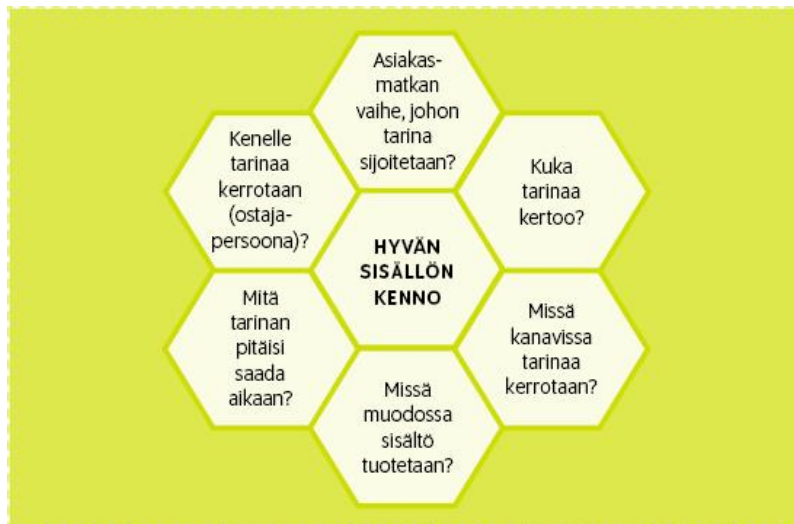 Asiakas-
matkan
vaihe, johon
tarina
sijoitetaan?
Kenelle
tarinaa
kerrotaan
(ostaja-
persoona)?
Kuka
tarinaa
kertoo?
HYVÄN
SISÄLLÖN
KENNO
Mitä
tarinan
pitäisi
saada
aikaan?
Missä
kanavissa
tarinaa
kerrotaan?
Missä
muodossa
sisältö
tuotetaan?